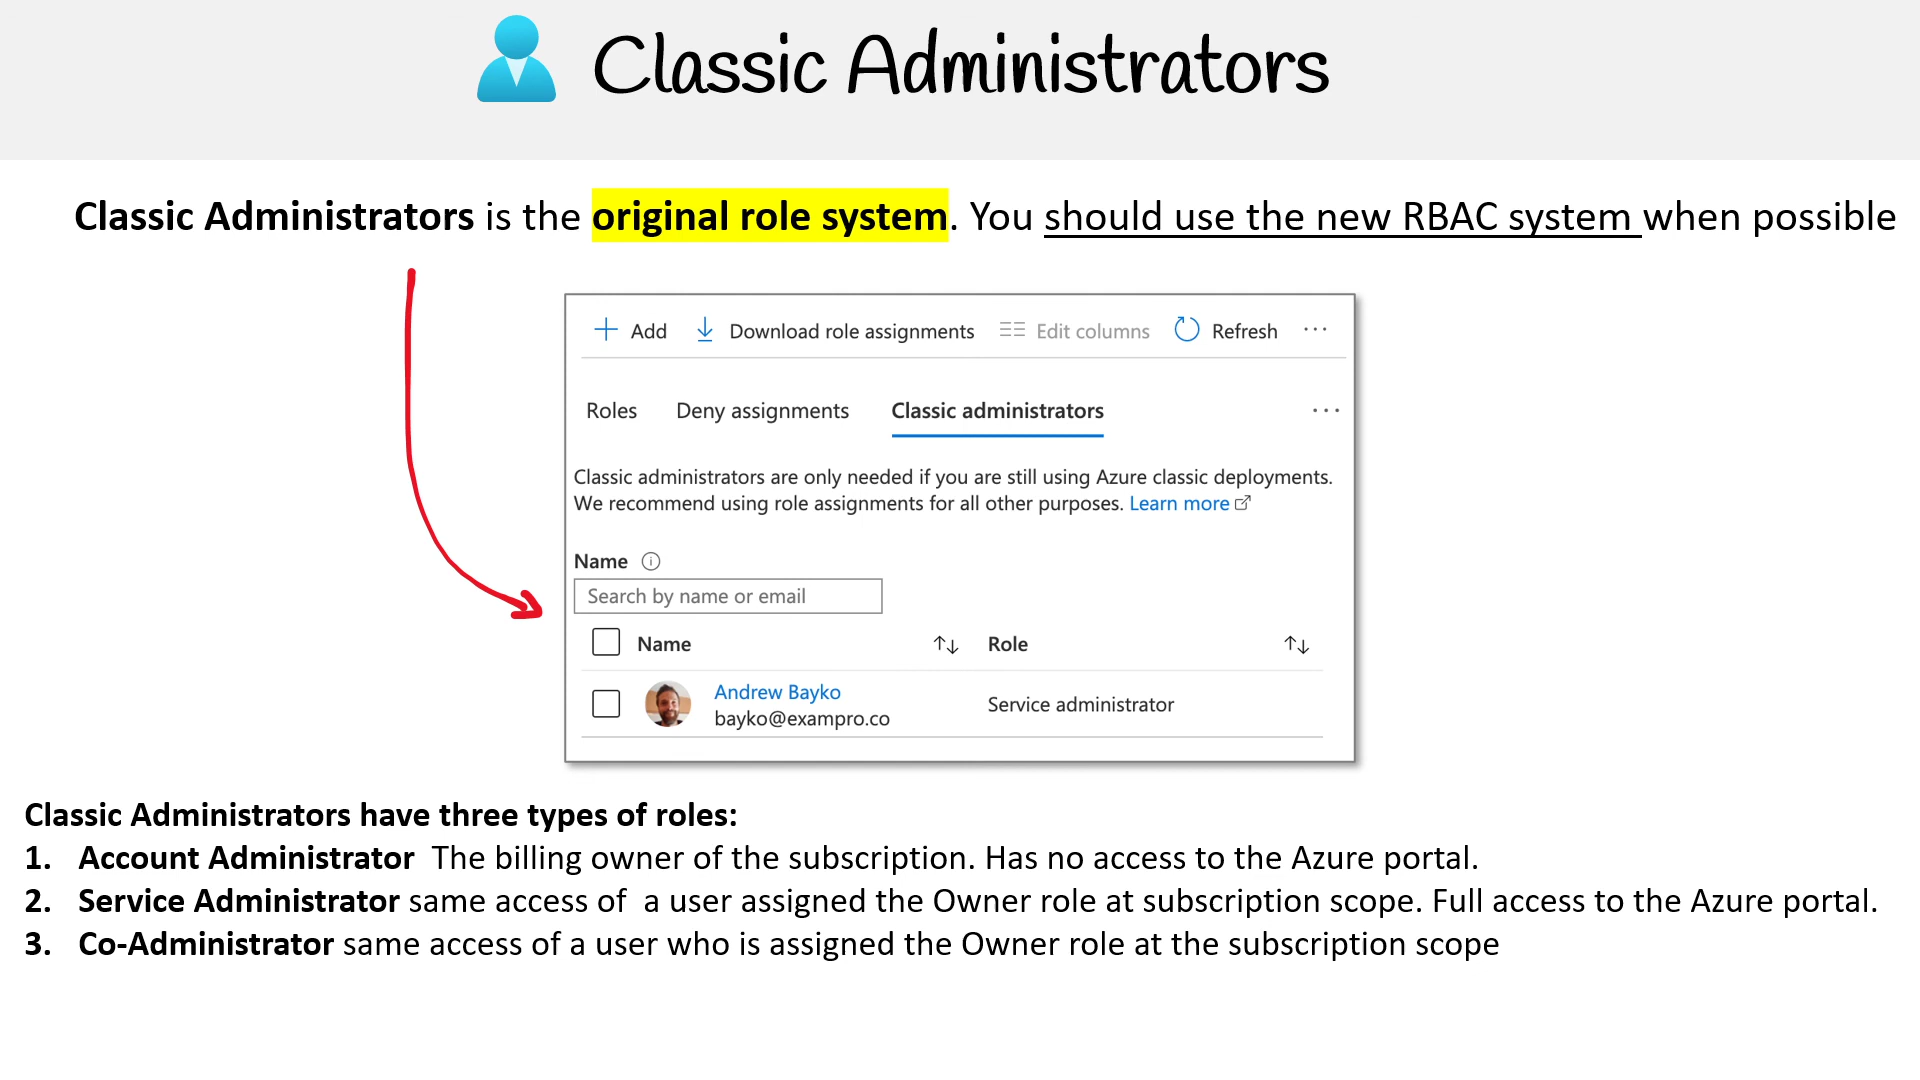 Classic Administrators
Classic Administrators is the original role system. You should use the new RBAC system when possible
Add Download role assignments Edit columns Refresh ···
Roles Deny assignments Classic administrators ···
Classic administrators are only needed if you are still using Azure classic deployments.
We recommend using role assignments for all other purposes. Learn more
Name
Search by name or email
Name Role
Andrew Bayko
bayko@exampro.co
Service administrator
Classic Administrators have three types of roles:
1. Account Administrator The billing owner of the subscription. Has no access to the Azure portal.
2. Service Administrator same access of a user assigned the Owner role at subscription scope. Full access to the Azure portal.
3. Co-Administrator same access of a user who is assigned the Owner role at the subscription scope